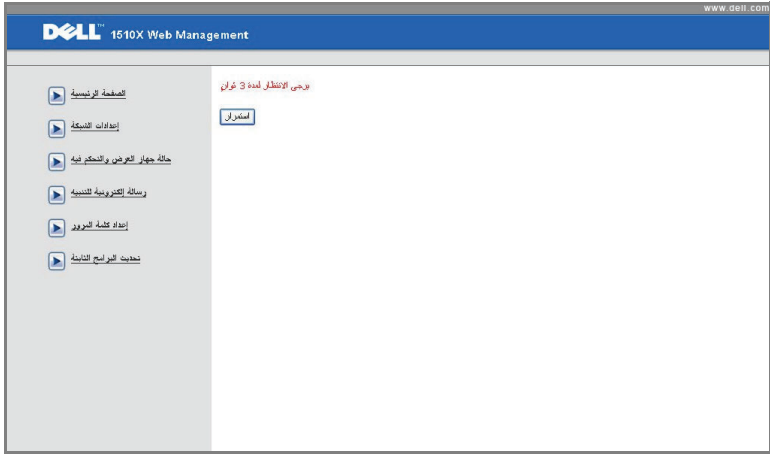 www.dell.com
DELL™ 1510X Web Management
الصفحة الرئيسية
إعدادات الشبكة
حالة جهاز العرض والتحكم فيه
رسالة إلكترونية للتنبيه
إعداد كلمة المرور
تحديث البرامج الثابتة
يرجى الانتظار لمدة 3 ثوانٍ
استمرار